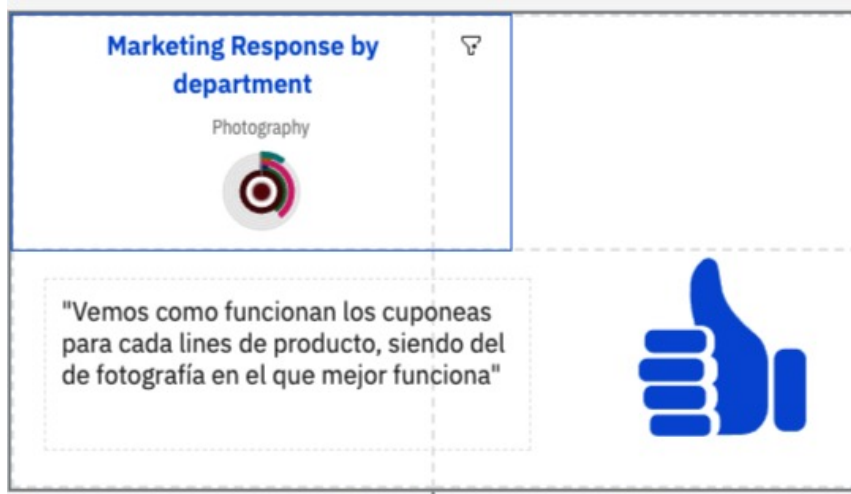 Marketing Response by
department
Photography
"Vemos como funcionan los cuponeas
para cada lines de producto, siendo del
de fotografía en el que mejor funciona"